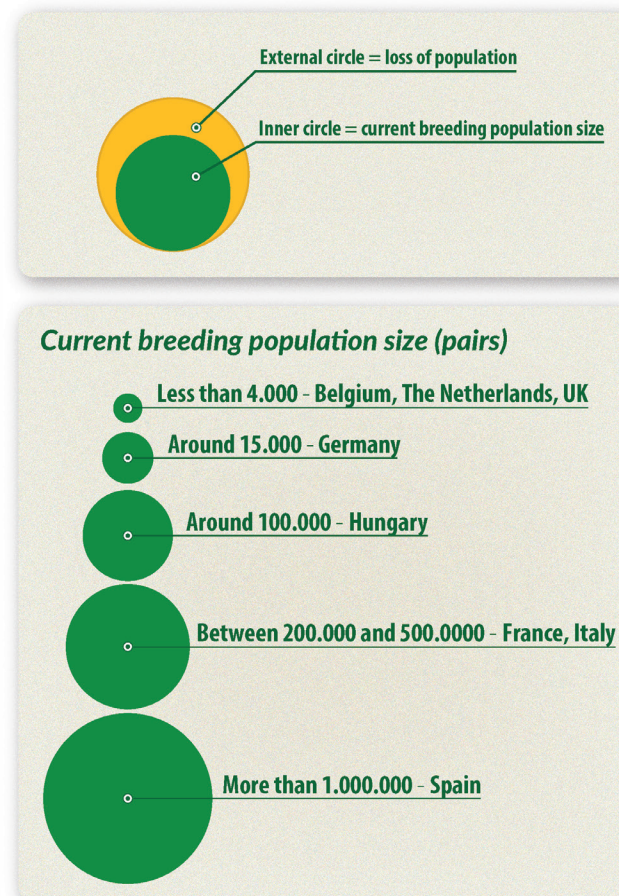 External circle = loss of population
Inner circle = current breeding population size
Current breeding population size (pairs)
Less than 4.000 - Belgium, The Netherlands, UK
Around 15.000 - Germany
Around 100.000 - Hungary
Between 200.000 and 500.0000 - France, Italy
More than 1.000.000 - Spain